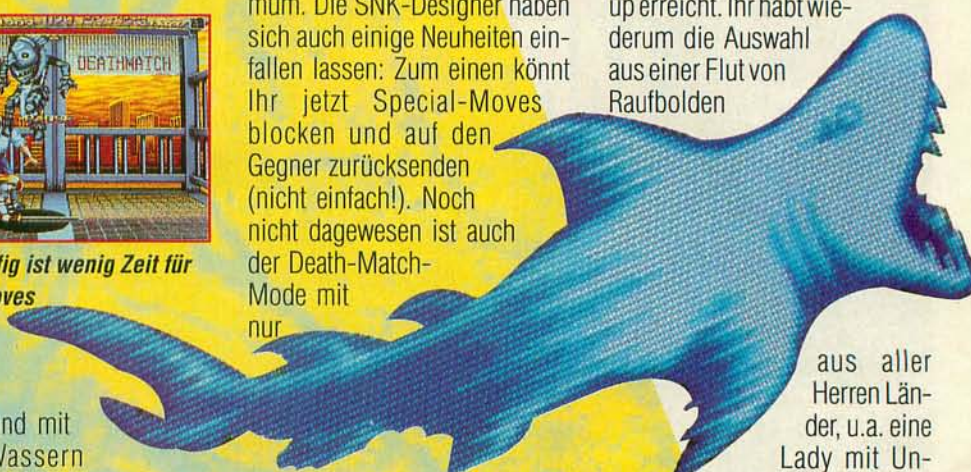 DEATHMATCH
fig ist wenig Zeit für
oves
nd mit
Wassern
mum. Die SNK-Designer haben
sich auch einige Neuheiten ein-
fallen lassen: Zum einen könnt
Ihr jetzt Special-Moves
blocken und auf den
Gegner zurücksenden
(nicht einfach!). Noch
nicht dagewesen ist auch
der Death-Match-
Mode mit
nur
up erreicht. Ihr habt wie-
derum die Auswahl
aus einer Flut von
Raufbolden
aus aller
Herren Län-
der, u.a. eine
Lady mit Un-